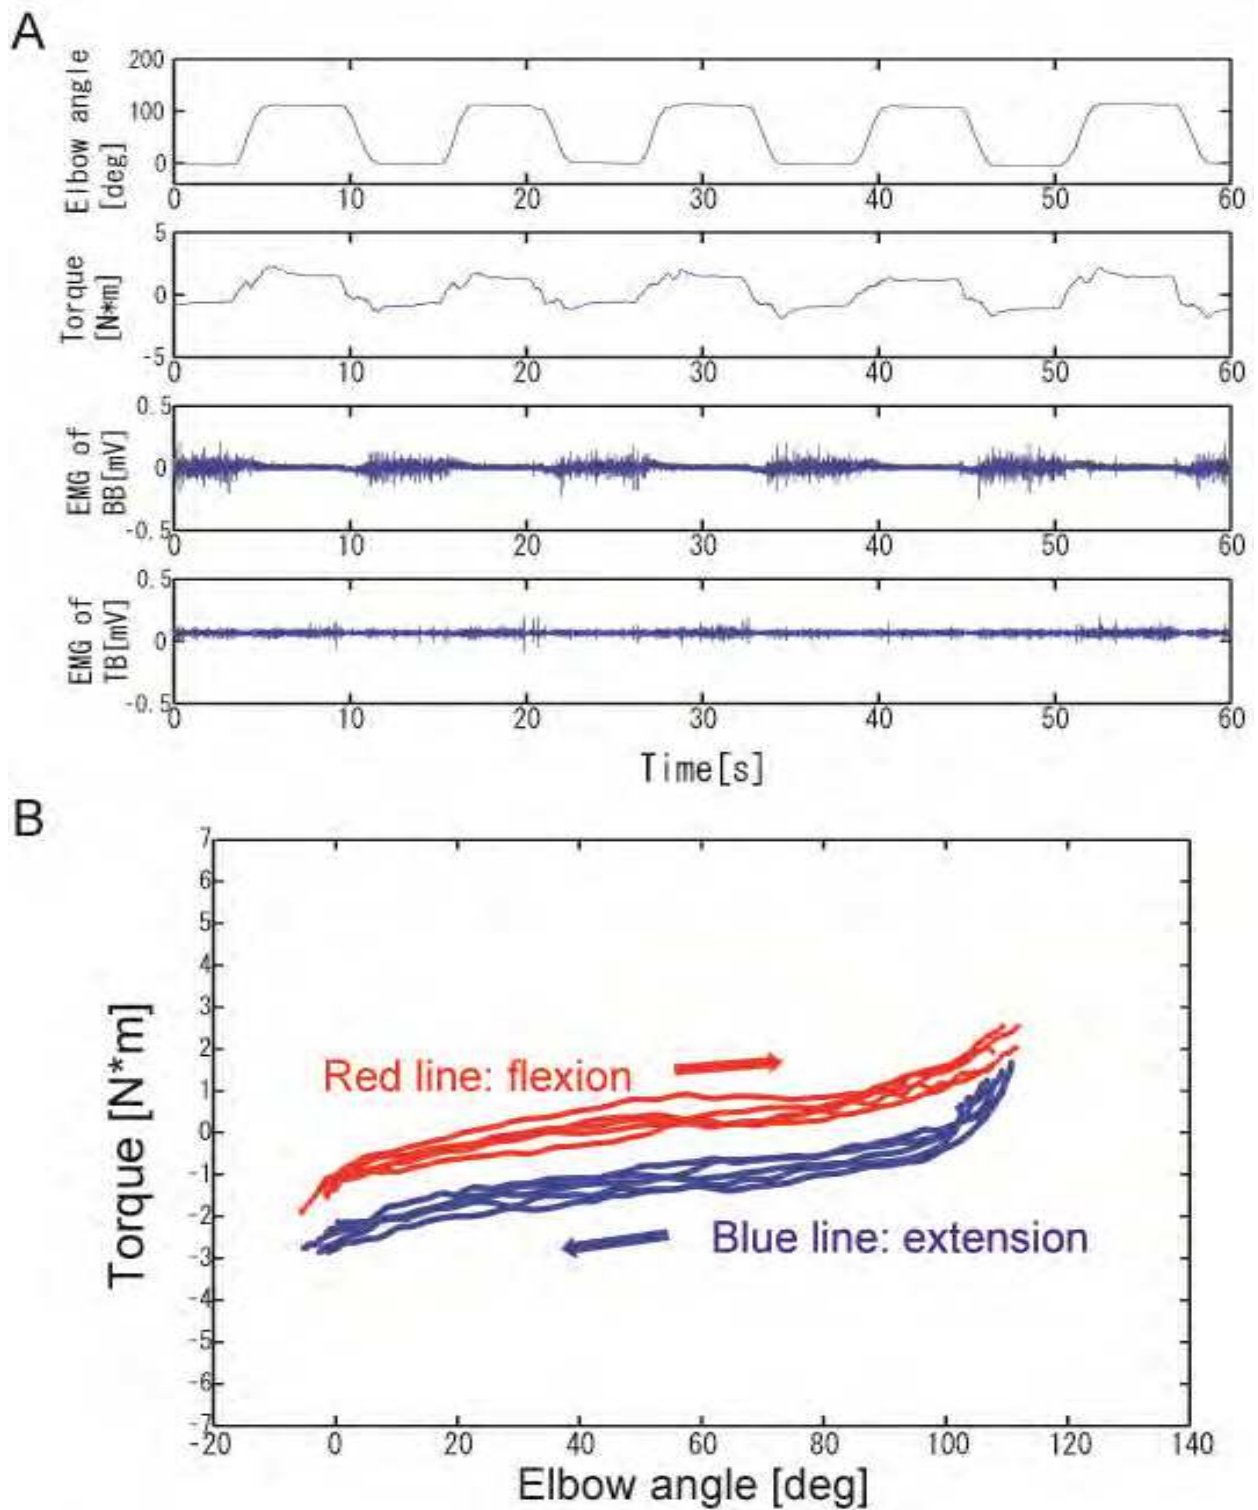 A
Elbow angle
[deg]
200
100
0
0 10 20 30 40 50 60
Torque
[N*m]
5
0
-5
0 10 20 30 40 50 60
EMG of
BB[mV]
0.5
0
-0.5
0 10 20 30 40 50 60
EMG of
TB[mV]
0.5
0
-0.5
0 10 20 30 40 50 60
Time[s]
B
Torque [N*m]
7
6
5
4
3
2
1
0
-1
-2
-3
-4
-5
-6
-7
Red line: flexion
Blue line: extension
-20 0 20 40 60 80 100 120 140
Elbow angle [deg]